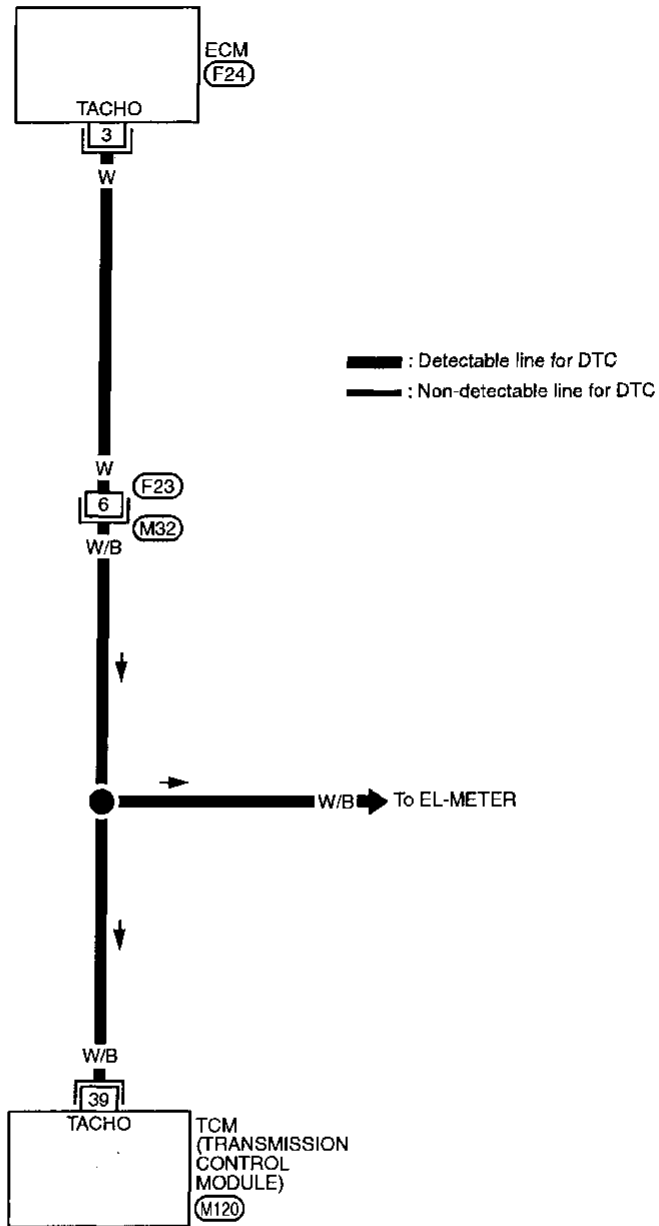 ECM
F24
TACHO
3
W
: Detectable line for DTC
: Non-detectable line for DTC
W
F23
6
M32
W/B
W/B To EL-METER
W/B
39
TACHO
TCM
(TRANSMISSION
CONTROL
MODULE)
M120